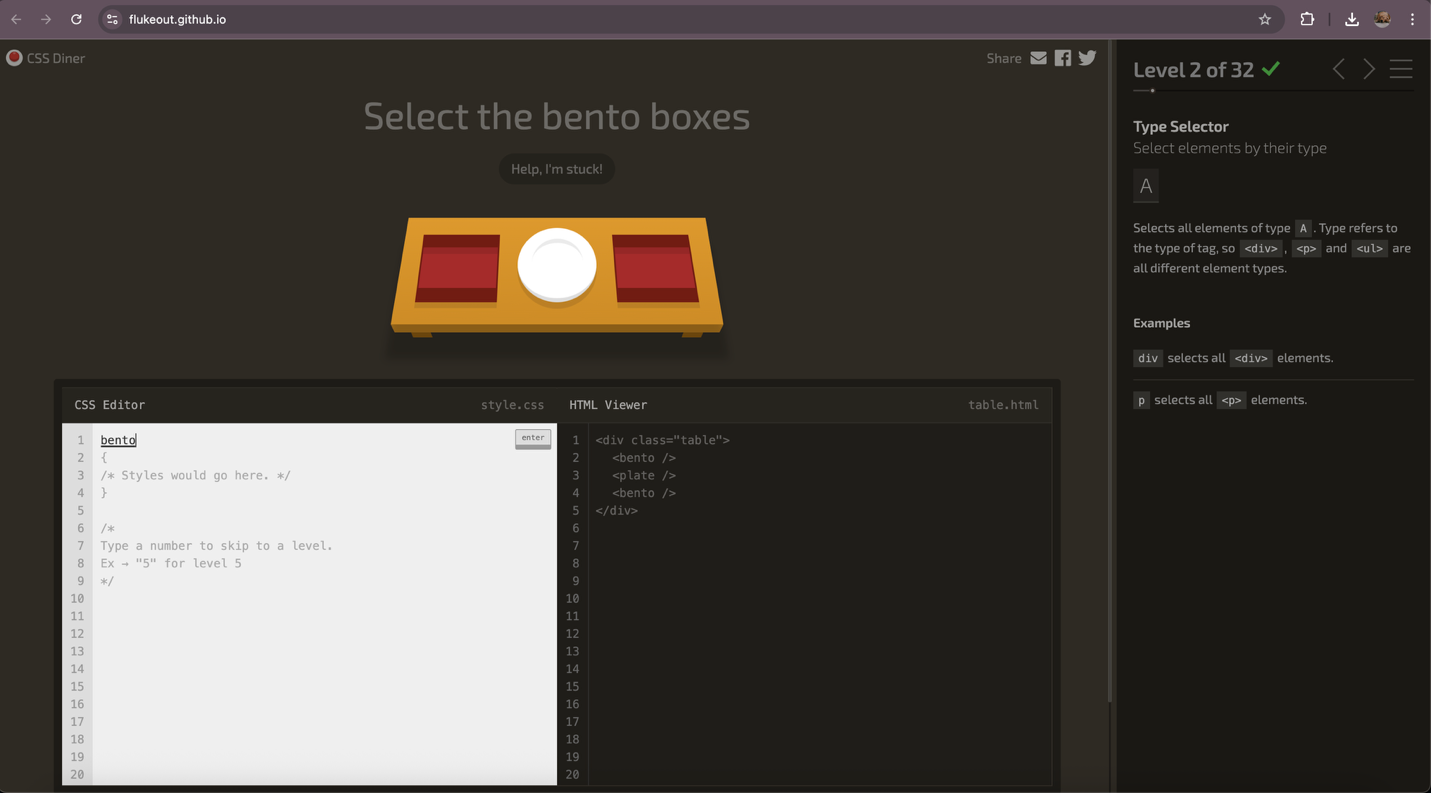 flukeout.github.io
CSS Diner
Share
Select the bento boxes
Help, I'm stuck!
CSS Editor
style.css
1 bento
enter
2 {
3 /* Styles would go here. */
4 }
5
6 /*
7 Type a number to skip to a level.
8 Ex → "5" for level 5
9 */
10
11
12
13
14
15
16
17
18
19
20
HTML Viewer
table.html
1 <div class="table">
2 <bento />
3 <plate />
4 <bento />
5 </div>
6
7
8
9
10
11
12
13
14
15
16
17
18
19
20
Level 2 of 32
Type Selector
Select elements by their type
A
Selects all elements of type A . Type refers to
the type of tag, so <div> , <p> and <ul> are
all different element types.
Examples
div selects all <div> elements.
p selects all <p> elements.